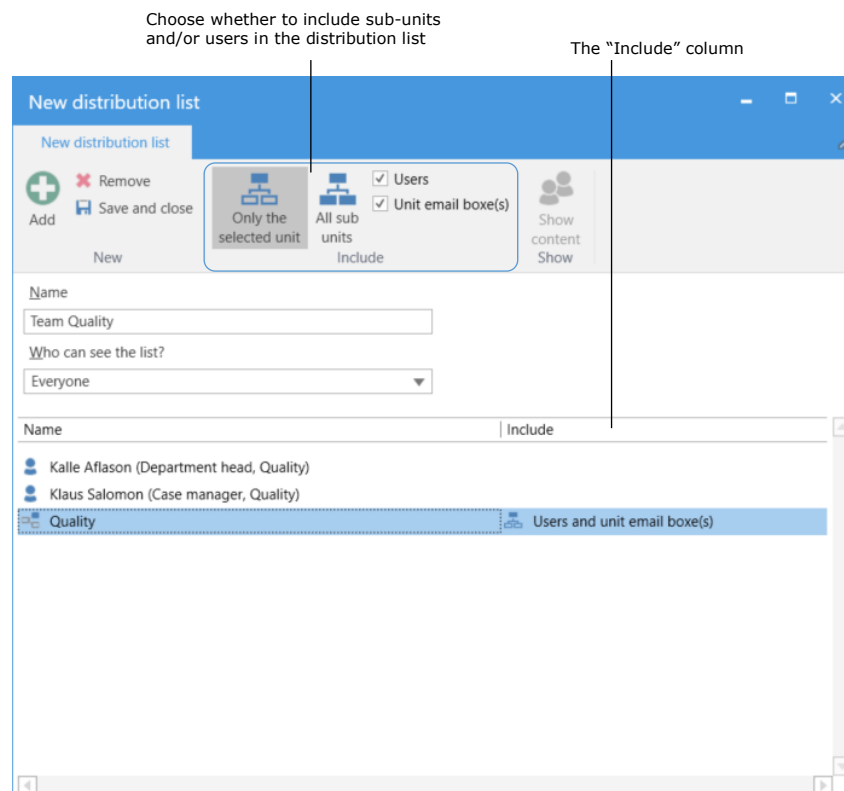 Choose whether to include sub-units
and/or users in the distribution list
The “Include” column
New distribution list
New distribution list
Add
Remove
Save and close
New
Only the
selected unit
All sub
units
Users
Unit email boxe(s)
Include
Show
content
Show
Name
Team Quality
Who can see the list?
Everyone
Name
Include
Kalle Aflason (Department head, Quality)
Klaus Salomon (Case manager, Quality)
Quality
Users and unit email boxe(s)